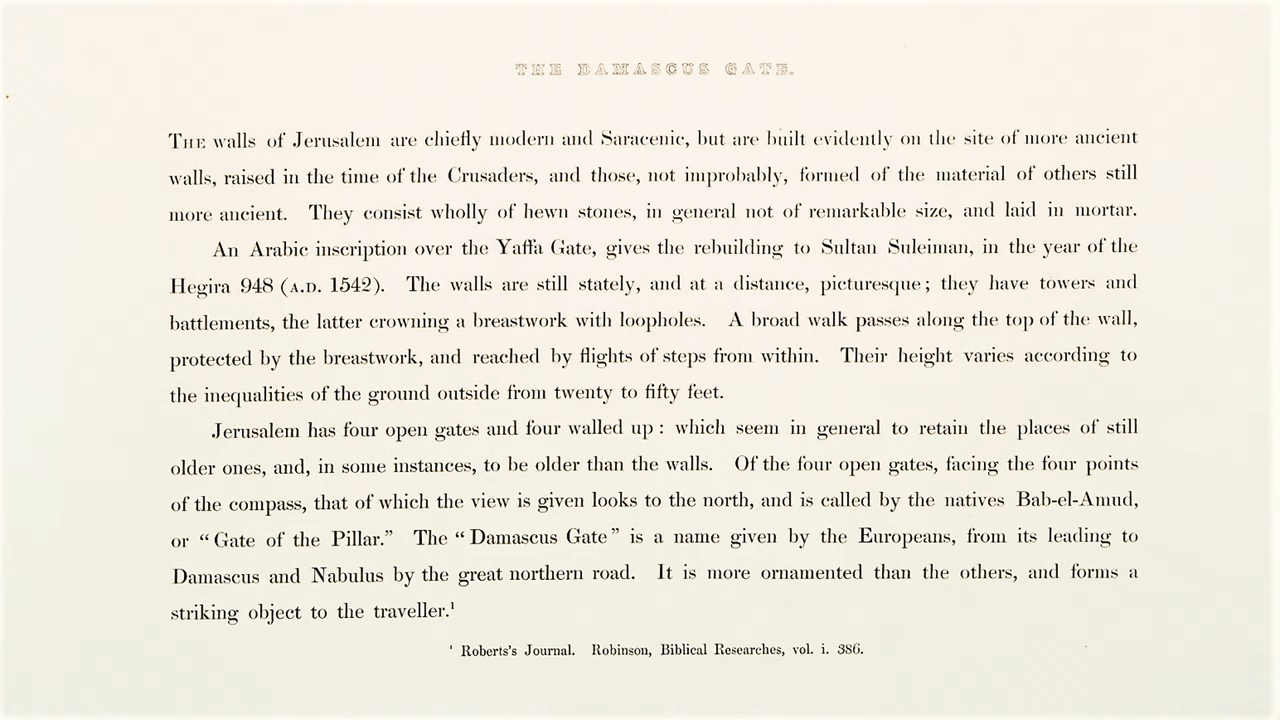 THE DAMASCUS GATE.
THE walls of Jerusalem are chiefly modern and Saracenic, but are built evidently on the site of more ancient
walls, raised in the time of the Crusaders, and those, not improbably, formed of the material of others still
more ancient. They consist wholly of hewn stones, in general not of remarkable size, and laid in mortar.
An Arabic inscription over the Yaffa Gate, gives the rebuilding to Sultan Suleiman, in the year of the
Hegira 948 (A.D. 1542). The walls are still stately, and at a distance, picturesque; they have towers and
battlements, the latter crowning a breastwork with loopholes. A broad walk passes along the top of the wall,
protected by the breastwork, and reached by flights of steps from within. Their height varies according to
the inequalities of the ground outside from twenty to fifty feet.
Jerusalem has four open gates and four walled up : which seem in general to retain the places of still
older ones, and, in some instances, to be older than the walls. Of the four open gates, facing the four points
of the compass, that of which the view is given looks to the north, and is called by the natives Bab-el-Amud,
or “Gate of the Pillar.” The “Damascus Gate” is a name given by the Europeans, from its leading to
Damascus and Nabulus by the great northern road. It is more ornamented than the others, and forms a
striking object to the traveller.¹
¹ Roberts's Journal. Robinson, Biblical Researches, vol. i. 386.